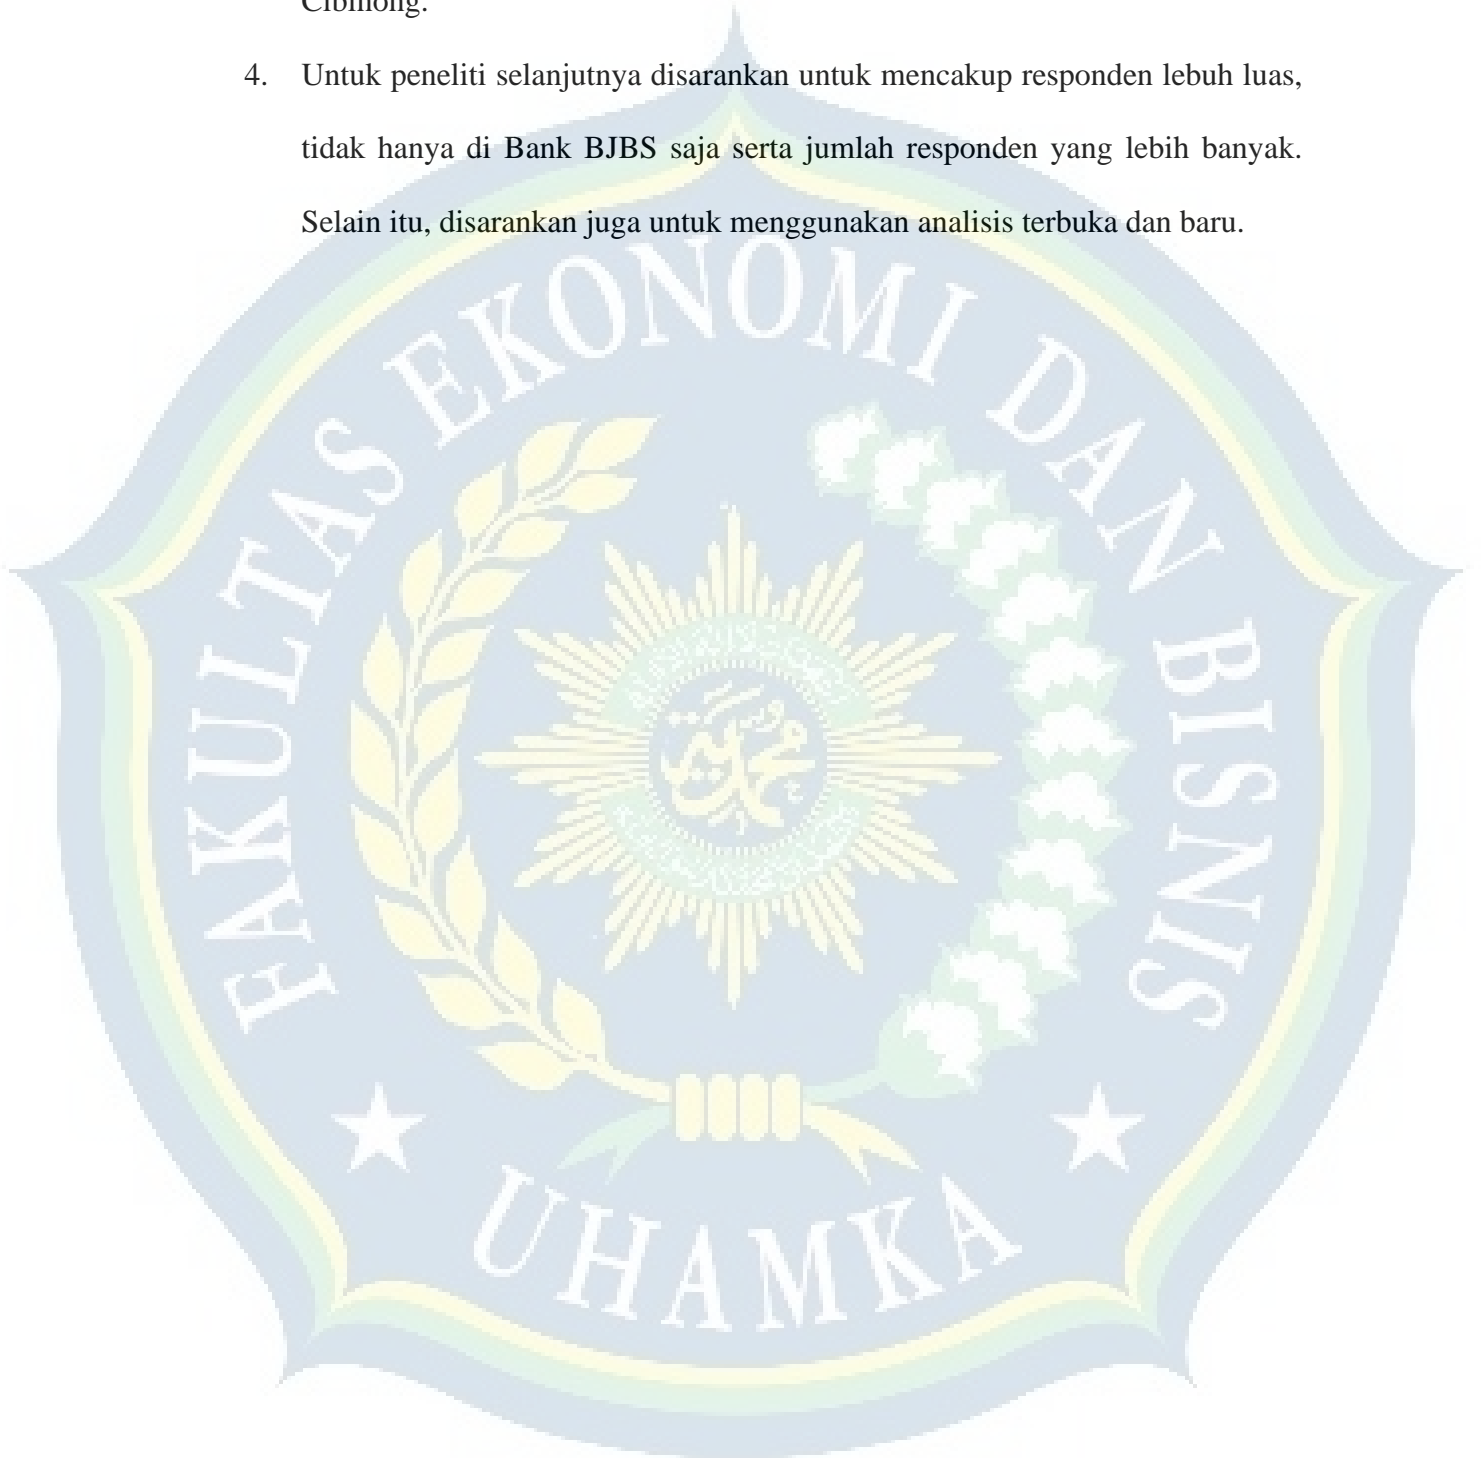 Cibinong.
4. Untuk peneliti selanjutnya disarankan untuk mencakup responden lebuh luas,
tidak hanya di Bank BJBS saja serta jumlah responden yang lebih banyak.
Selain itu, disarankan juga untuk menggunakan analisis terbuka dan baru.
FAKULTAS EKONOMI DAN BISNIS
UHAMKA